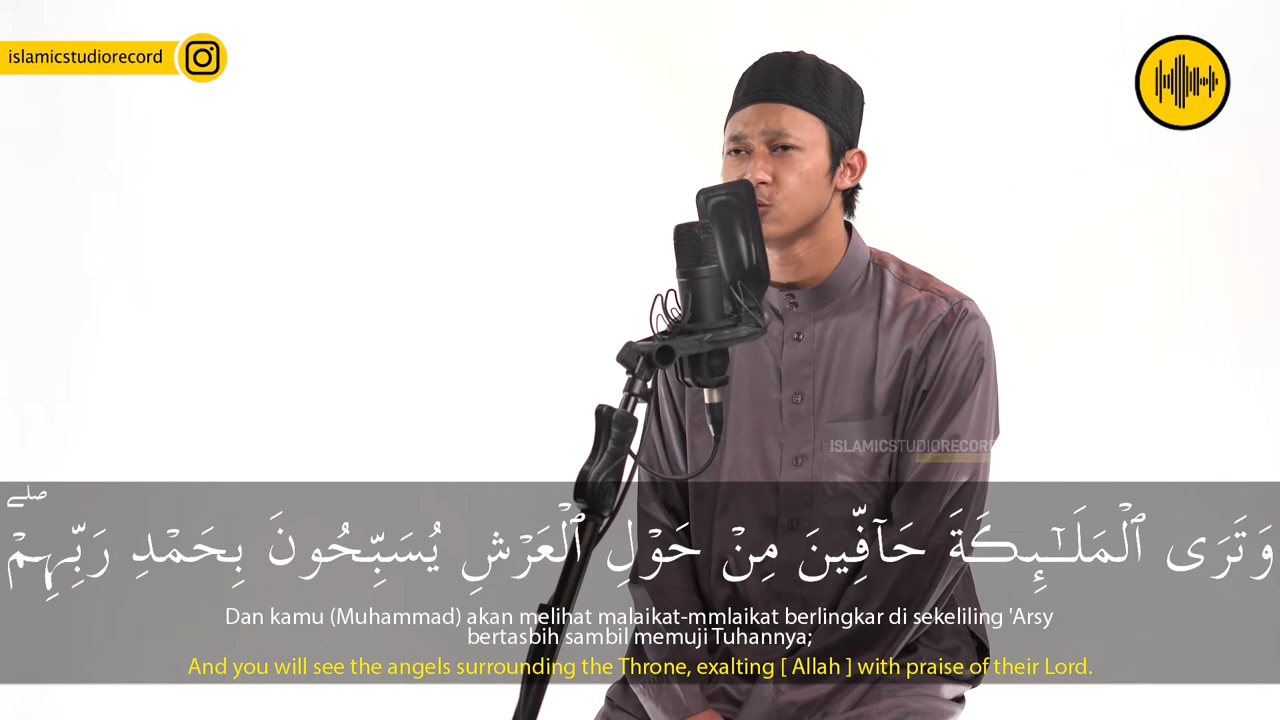 islamicstudiorecord
ISLAMICSTUDIORECORD
وَتَرَى ٱلْمَلَـٰٓئِكَةَ حَآفِّينَ مِنْ حَوْلِ ٱلْعَرْشِ يُسَبِّحُونَ بِحَمْدِ رَبِّهِمْ ۖ
Dan kamu (Muhammad) akan melihat malaikat-mmlaikat berlingkar di sekeliling 'Arsy
bertasbih sambil memuji Tuhannya;
And you will see the angels surrounding the Throne, exalting [ Allah ] with praise of their Lord.